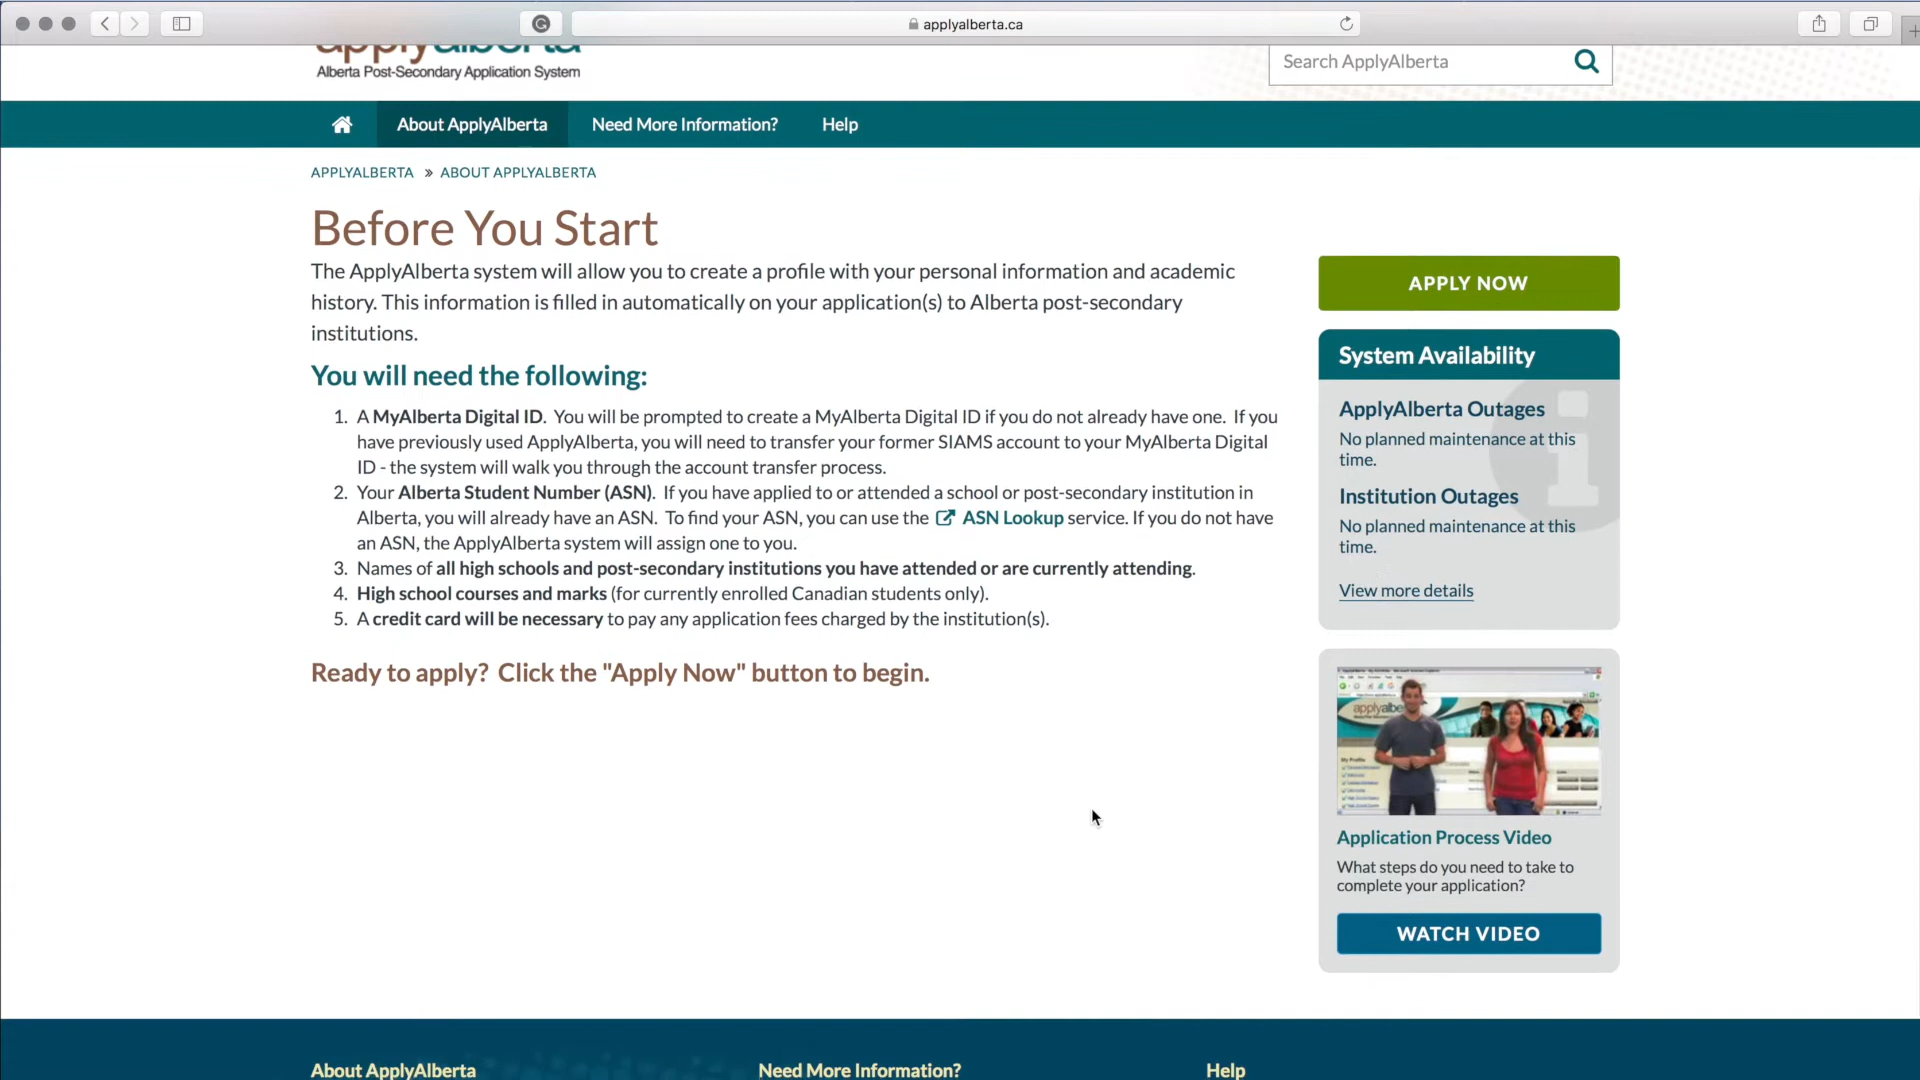 applyalberta.ca
applyalberta
Alberta Post-Secondary Application System
Search ApplyAlberta
About ApplyAlberta
Need More Information?
Help
APPLYALBERTA » ABOUT APPLYALBERTA
Before You Start
The ApplyAlberta system will allow you to create a profile with your personal information and academic
history. This information is filled in automatically on your application(s) to Alberta post-secondary
institutions.
You will need the following:
1. A MyAlberta Digital ID. You will be prompted to create a MyAlberta Digital ID if you do not already have one. If you
have previously used ApplyAlberta, you will need to transfer your former SIAMS account to your MyAlberta Digital
ID - the system will walk you through the account transfer process.
2. Your Alberta Student Number (ASN). If you have applied to or attended a school or post-secondary institution in
Alberta, you will already have an ASN. To find your ASN, you can use the ASN Lookup service. If you do not have
an ASN, the ApplyAlberta system will assign one to you.
3. Names of all high schools and post-secondary institutions you have attended or are currently attending.
4. High school courses and marks (for currently enrolled Canadian students only).
5. A credit card will be necessary to pay any application fees charged by the institution(s).
Ready to apply? Click the "Apply Now" button to begin.
APPLY NOW
System Availability
ApplyAlberta Outages
No planned maintenance at this
time.
Institution Outages
No planned maintenance at this
time.
View more details
applyalbe
My Profile
Application Process Video
What steps do you need to take to
complete your application?
WATCH VIDEO
About ApplyAlberta
Need More Information?
Help